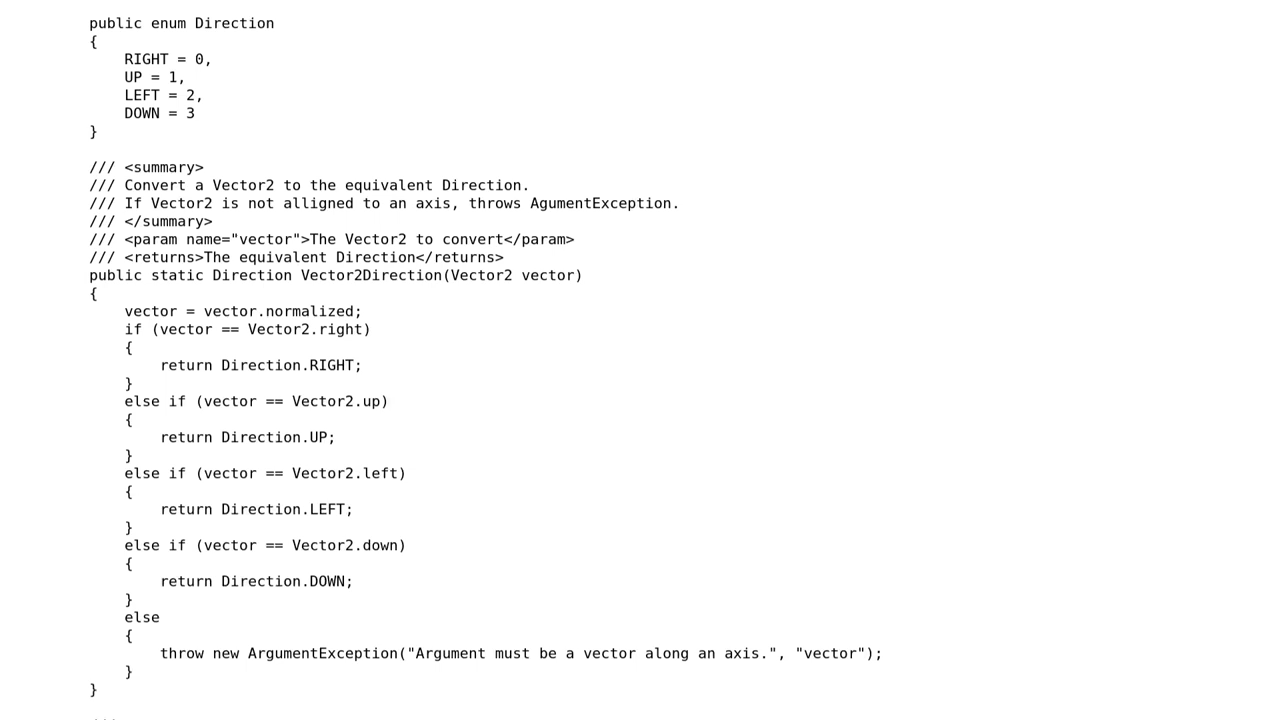 public enum Direction
{
    RIGHT = 0,
    UP = 1,
    LEFT = 2,
    DOWN = 3
}

/// <summary>
/// Convert a Vector2 to the equivalent Direction.
/// If Vector2 is not alligned to an axis, throws AgumentException.
/// </summary>
/// <param name="vector">The Vector2 to convert</param>
/// <returns>The equivalent Direction</returns>
public static Direction Vector2Direction(Vector2 vector)
{
    vector = vector.normalized;
    if (vector == Vector2.right)
    {
        return Direction.RIGHT;
    }
    else if (vector == Vector2.up)
    {
        return Direction.UP;
    }
    else if (vector == Vector2.left)
    {
        return Direction.LEFT;
    }
    else if (vector == Vector2.down)
    {
        return Direction.DOWN;
    }
    else
    {
        throw new ArgumentException("Argument must be a vector along an axis.", "vector");
    }
}